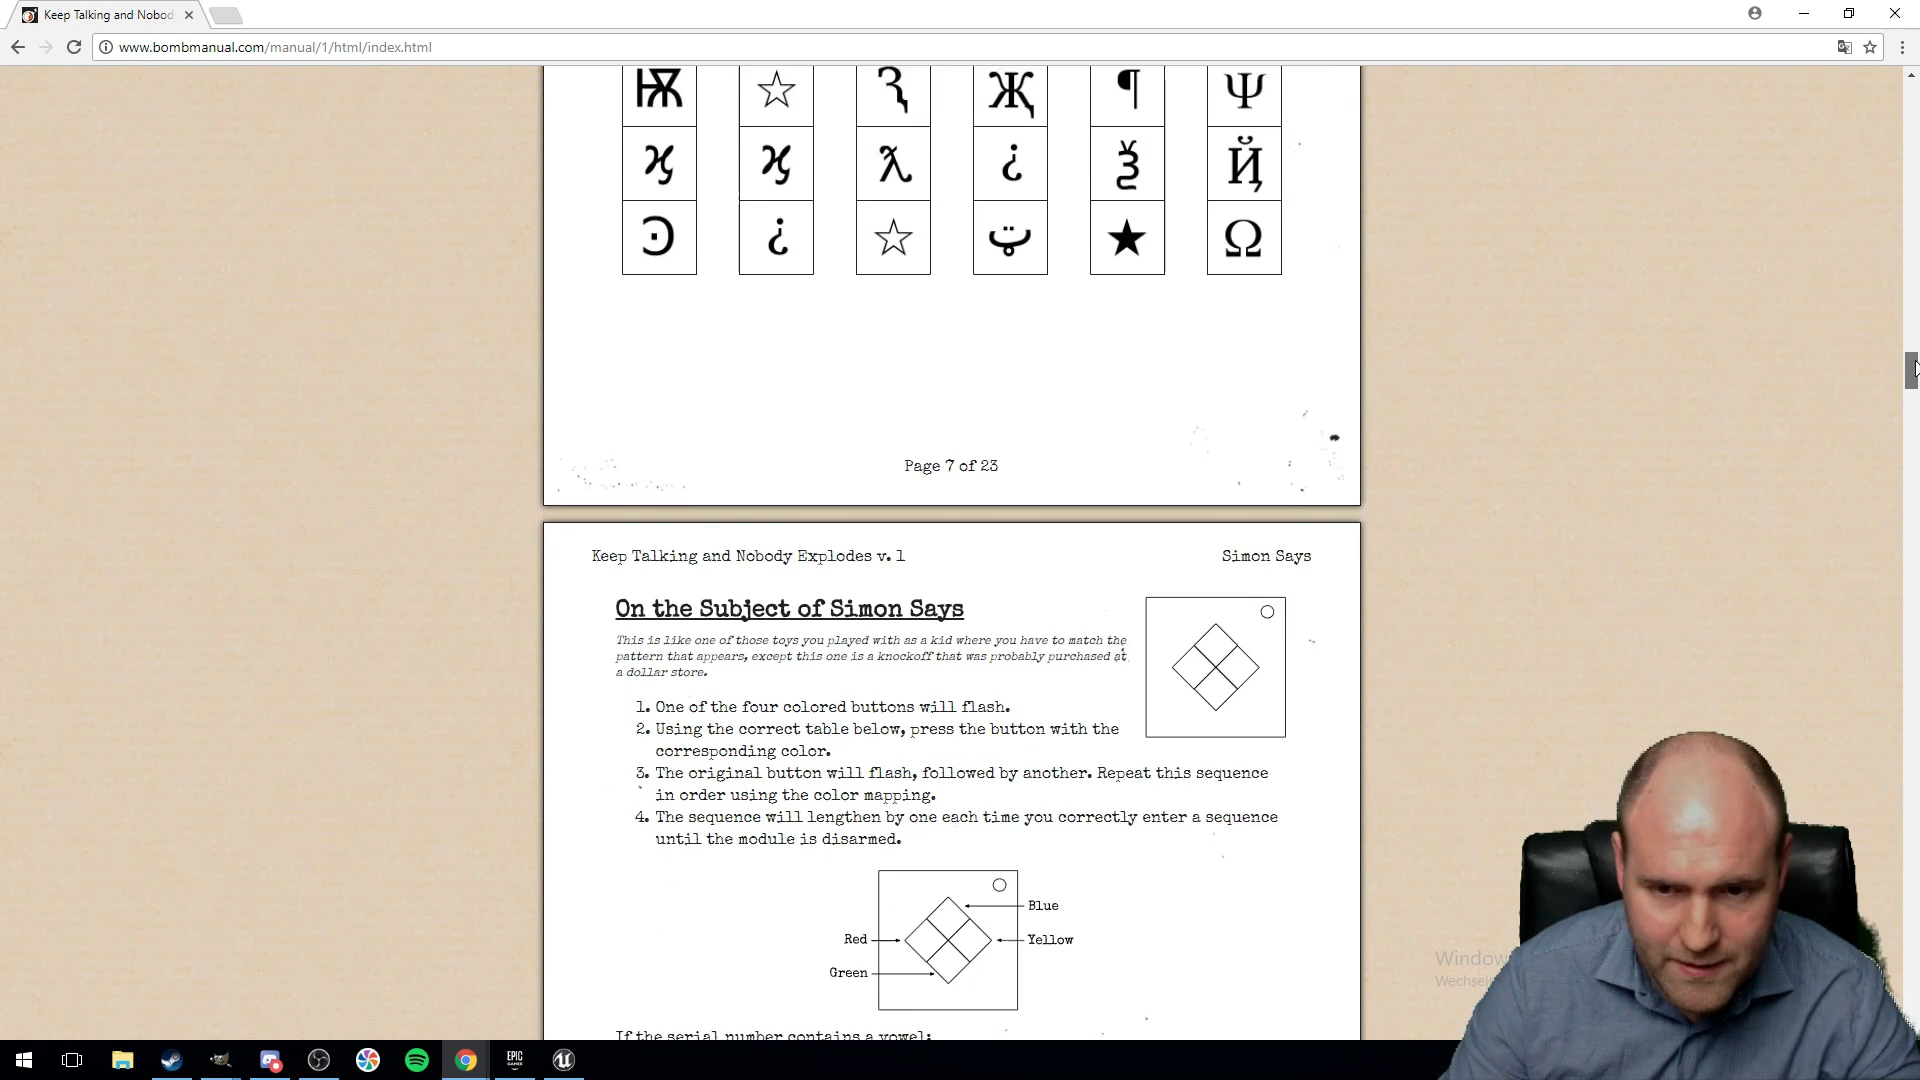 Keep Talking and Nobod
www.bombmanual.com/manual/1/html/index.html
Ѭ ☆ Ԇ Җ ¶ Ψ
ϗ ϗ ƛ ¿ Ѯ Ҋ
Ͽ ¿ ☆ ټ ★ Ω
Page 7 of 23
Keep Talking and Nobody Explodes v. 1 Simon Says
On the Subject of Simon Says
This is like one of those toys you played with as a kid where you have to match the
pattern that appears, except this one is a knockoff that was probably purchased at
a dollar store.
1. One of the four colored buttons will flash.
2. Using the correct table below, press the button with the
corresponding color.
3. The original button will flash, followed by another. Repeat this sequence
in order using the color mapping.
4. The sequence will lengthen by one each time you correctly enter a sequence
until the module is disarmed.
Blue
Red Yellow
Green
If the serial number contains a vowel:
EPIC
GAMES